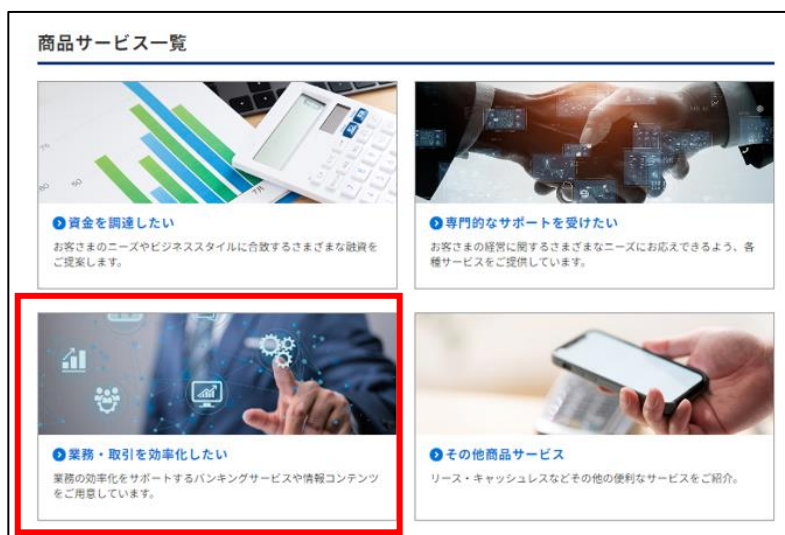 商品サービス一覧
資金を調達したい
お客さまのニーズやビジネススタイルに合致するさまざまな融資を
ご提案します。
専門的なサポートを受けたい
お客さまの経営に関するさまざまなニーズにお応えできるよう、各
種サービスをご提供しています。
業務・取引を効率化したい
業務の効率化をサポートするバンキングサービスや情報コンテンツ
をご用意しています。
その他商品サービス
リース・キャッシュレスなどその他の便利なサービスをご紹介。